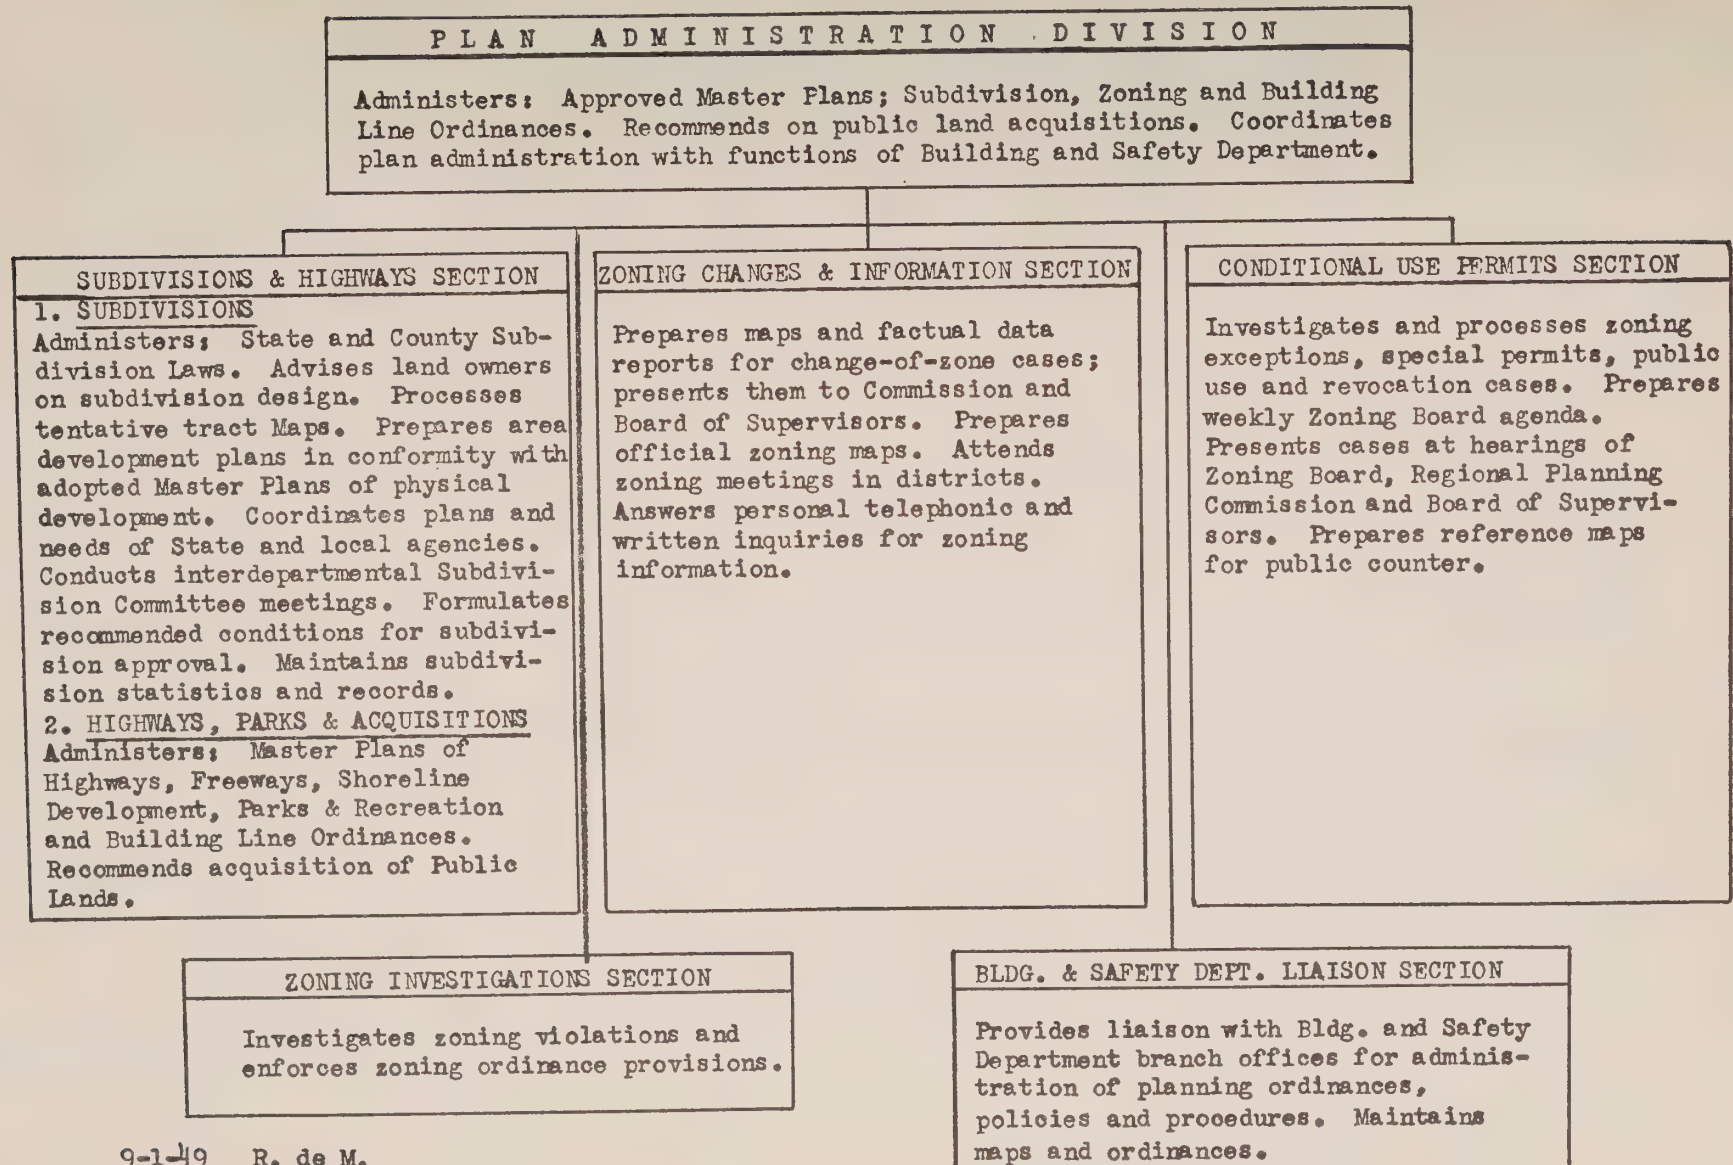 PLAN ADMINISTRATION DIVISION
Administers: Approved Master Plans; Subdivision, Zoning and Building
Line Ordinances. Recommends on public land acquisitions. Coordinates
plan administration with functions of Building and Safety Department.
SUBDIVISIONS & HIGHWAYS SECTION
1. SUBDIVISIONS
Administers: State and County Sub-
division Laws. Advises land owners
on subdivision design. Processes
tentative tract Maps. Prepares area
development plans in conformity with
adopted Master Plans of physical
development. Coordinates plans and
needs of State and local agencies.
Conducts interdepartmental Subdivi-
sion Committee meetings. Formulates
recommended conditions for subdivi-
sion approval. Maintains subdivi-
sion statistics and records.
2. HIGHWAYS, PARKS & ACQUISITIONS
Administers: Master Plans of
Highways, Freeways, Shoreline
Development, Parks & Recreation
and Building Line Ordinances.
Recommends acquisition of Public
Lands.
ZONING CHANGES & INFORMATION SECTION
Prepares maps and factual data
reports for change-of-zone cases;
presents them to Commission and
Board of Supervisors. Prepares
official zoning maps. Attends
zoning meetings in districts.
Answers personal telephonic and
written inquiries for zoning
information.
CONDITIONAL USE PERMITS SECTION
Investigates and processes zoning
exceptions, special permits, public
use and revocation cases. Prepares
weekly Zoning Board agenda.
Presents cases at hearings of
Zoning Board, Regional Planning
Commission and Board of Supervi-
sors. Prepares reference maps
for public counter.
ZONING INVESTIGATIONS SECTION
Investigates zoning violations and
enforces zoning ordinance provisions.
BLDG. & SAFETY DEPT. LIAISON SECTION
Provides liaison with Bldg. and Safety
Department branch offices for adminis-
tration of planning ordinances,
policies and procedures. Maintains
maps and ordinances.
9-1-49 R. de M.